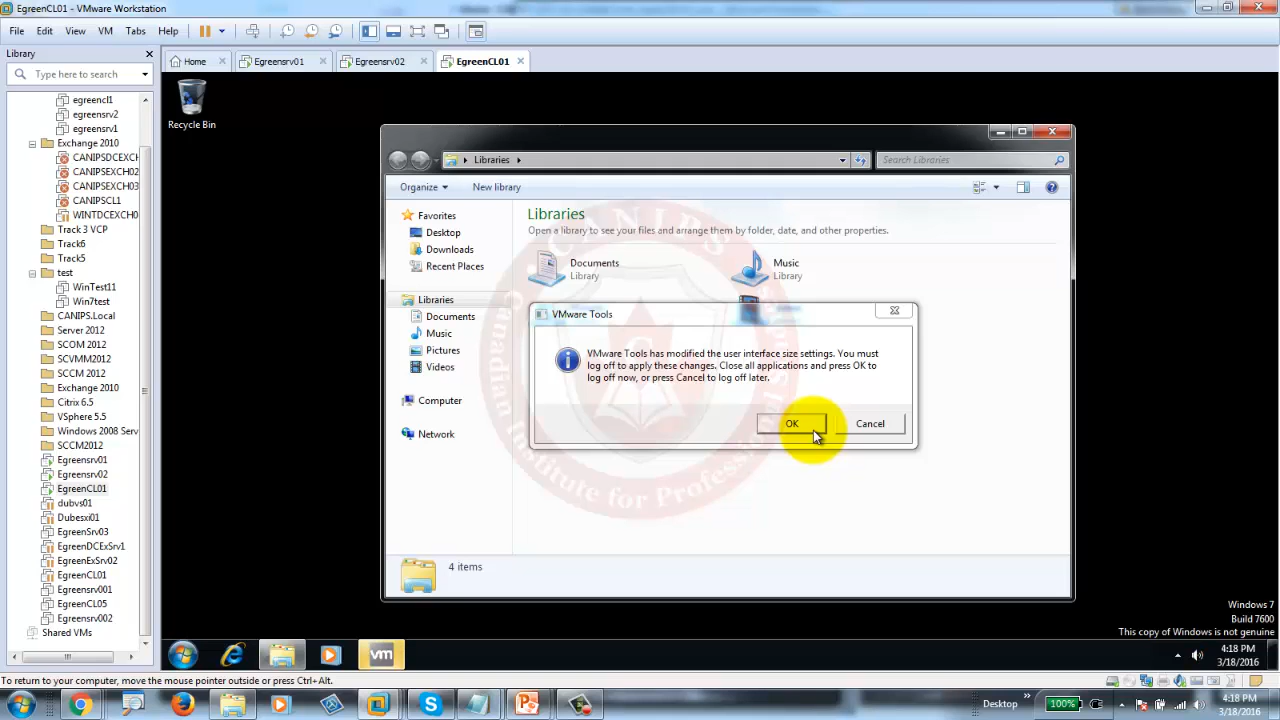 EgreenCL01 - VMware Workstation
File Edit View VM Tabs Help
Library
Type here to search
Home
Egreensrv01
Egreensrv02
EgreenCL01
egreencl1
egreensrv2
egreensrv1
Exchange 2010
CANIPSDCEXCH
CANIPSEXCH02
CANIPSEXCH03
CANIPSCL1
WINTDCEXCH0
Track 3 VCP
Track6
Track5
test
WinTest11
Win7test
CANIPS.Local
Server 2012
SCOM 2012
SCVMM2012
SCCM 2012
Exchange 2010
Citrix 6.5
VSphere 5.5
Windows 2008 Serv
SCCM2012
Egreensrv01
Egreensrv02
EgreenCL01
dubvs01
Dubesxi01
EgreenSrv03
EgreenDCExSrv1
EgreenExSrv02
EgreenCL01
Egreensrv001
EgreenCL05
Egreensrv002
Shared VMs
Recycle Bin
Libraries
Search Libraries
Organize
New library
Favorites
Desktop
Downloads
Recent Places
Libraries
Documents
Music
Pictures
Videos
Computer
Network
Libraries
Open a library to see your files and arrange them by folder, date, and other properties.
Documents
Library
Music
Library
VMware Tools
VMware Tools has modified the user interface size settings. You must
log off to apply these changes. Close all applications and press OK to
log off now, or press Cancel to log off later.
OK
Cancel
CANIPS
Canadian Institute for Professionals
4 items
Windows 7
Build 7600
This copy of Windows is not genuine
vm
4:18 PM
3/18/2016
To return to your computer, move the mouse pointer outside or press Ctrl+Alt.
Desktop
100%
4:18 PM
3/18/2016